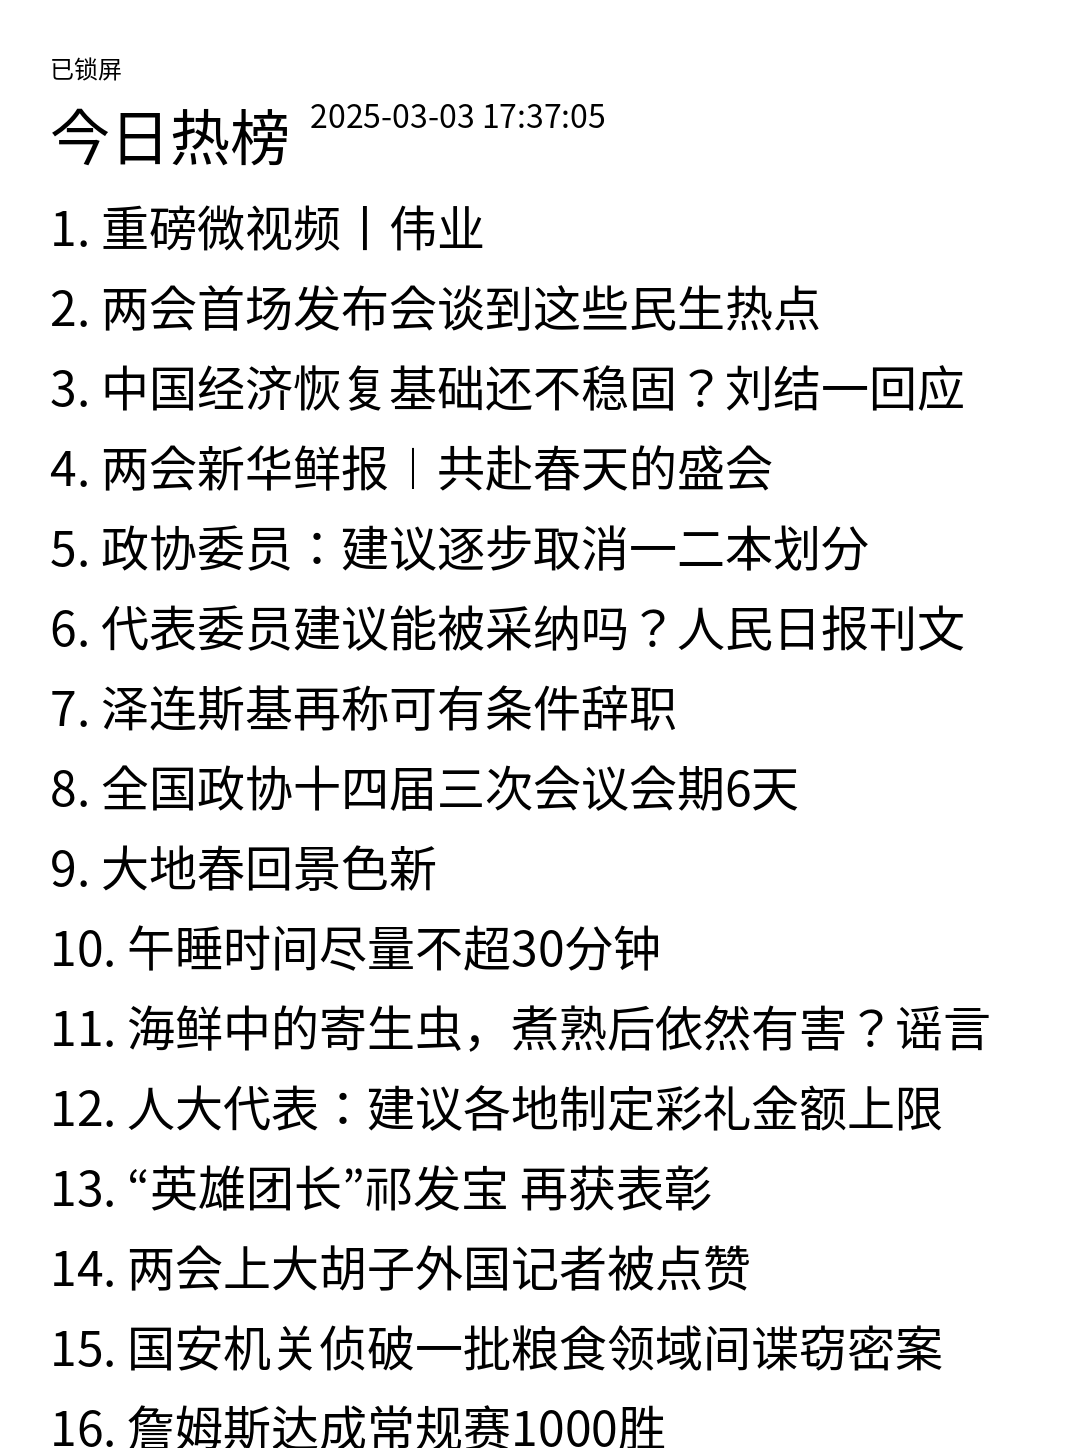 已锁屏
今日热榜 2025-03-03 17:37:05
1. 重磅微视频丨伟业
2. 两会首场发布会谈到这些民生热点
3. 中国经济恢复基础还不稳固？刘结一回应
4. 两会新华鲜报︱共赴春天的盛会
5. 政协委员：建议逐步取消一二本划分
6. 代表委员建议能被采纳吗？人民日报刊文
7. 泽连斯基再称可有条件辞职
8. 全国政协十四届三次会议会期6天
9. 大地春回景色新
10. 午睡时间尽量不超30分钟
11. 海鲜中的寄生虫，煮熟后依然有害？谣言
12. 人大代表：建议各地制定彩礼金额上限
13. “英雄团长”祁发宝 再获表彰
14. 两会上大胡子外国记者被点赞
15. 国安机关侦破一批粮食领域间谍窃密案
16. 詹姆斯达成常规赛1000胜